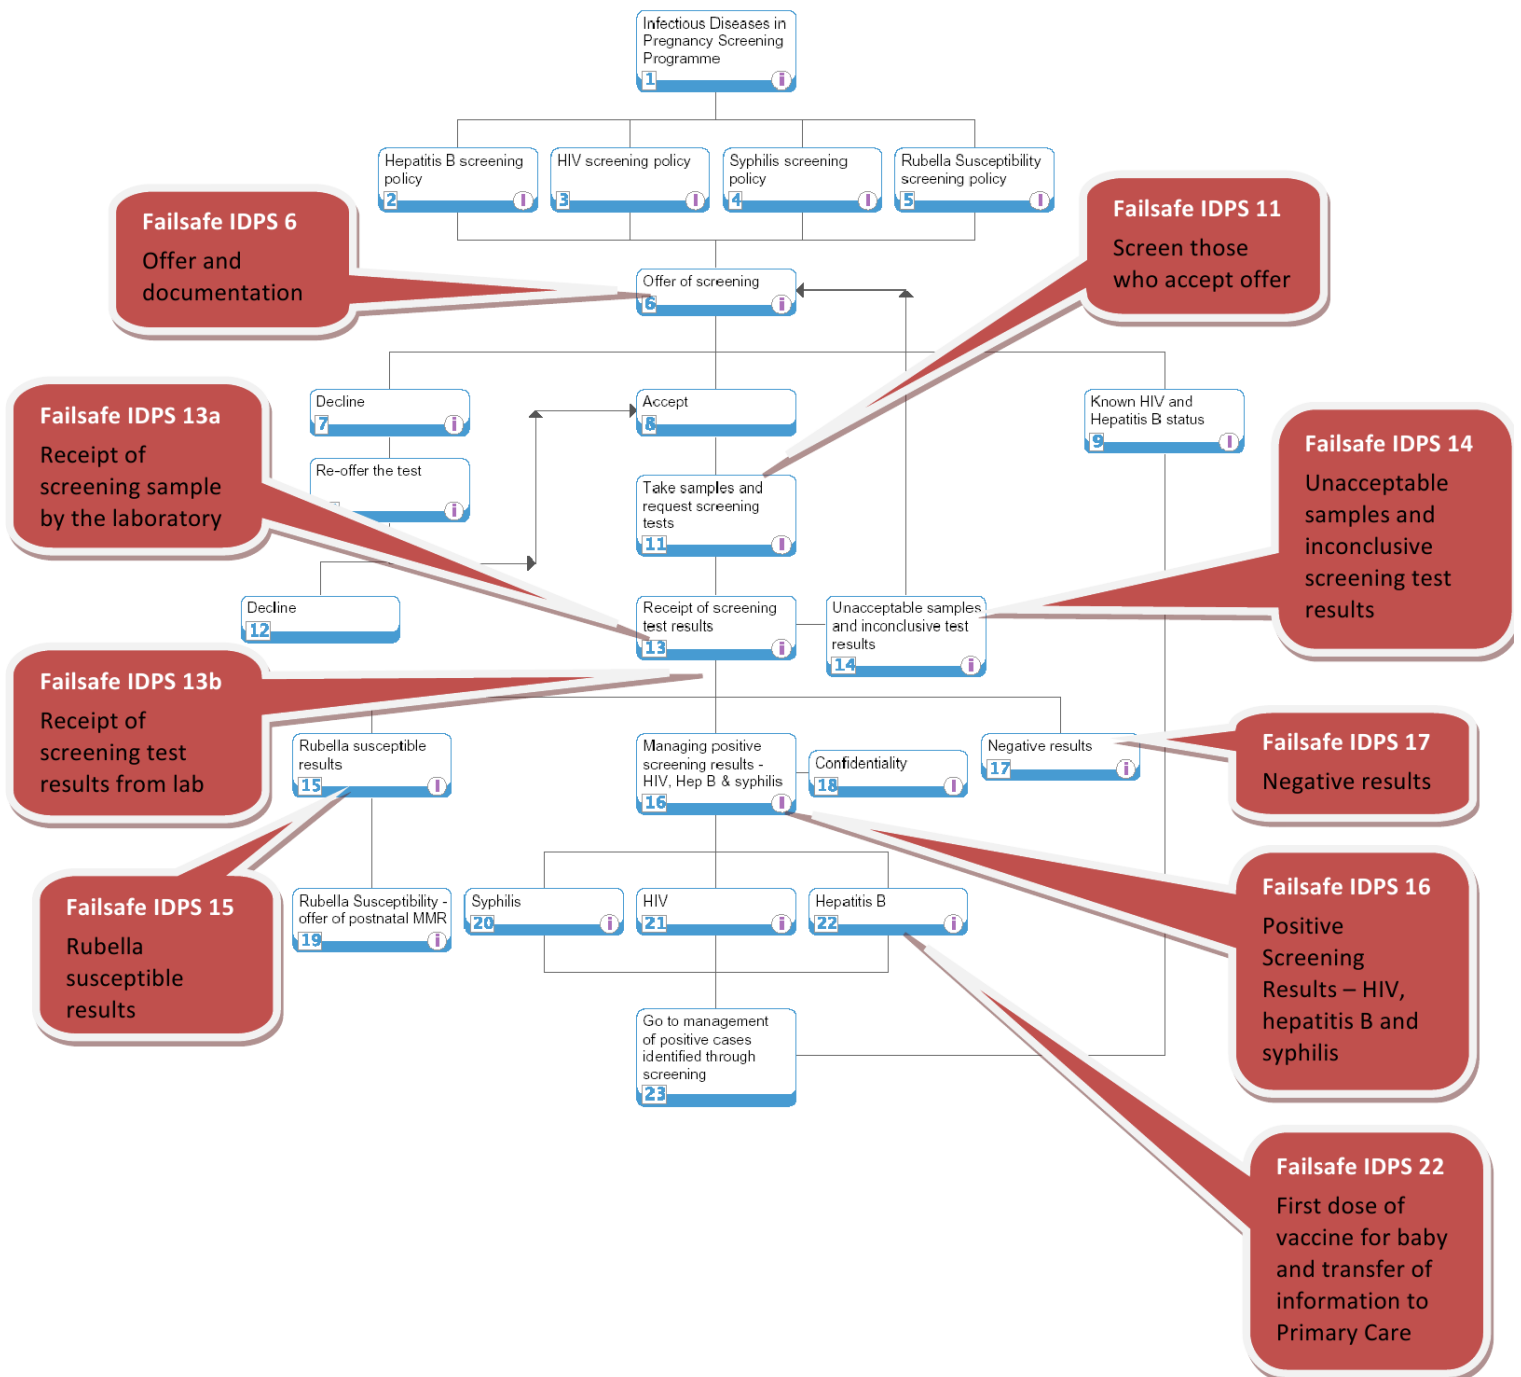 Infectious Diseases in
Pregnancy Screening
Programme
1
i
Hepatitis B screening
policy
2
i
HIV screening policy
3
i
Syphilis screening
policy
4
i
Rubella Susceptibility
screening policy
5
i
Failsafe IDPS 6
Offer and
documentation
Failsafe IDPS 11
Screen those
who accept offer
Offer of screening
6
i
Decline
7
i
Accept
8
Known HIV and
Hepatitis B status
9
i
Failsafe IDPS 13a
Receipt of
screening sample
by the laboratory
Re-offer the test
i
Take samples and
request screening
tests
11
i
Failsafe IDPS 14
Unacceptable
samples and
inconclusive
screening test
results
Decline
12
Receipt of screening
test results
13
i
Unacceptable samples
and inconclusive test
results
14
i
Failsafe IDPS 13b
Receipt of
screening test
results from lab
Rubella susceptible
results
15
i
Managing positive
screening results -
HIV, Hep B & syphilis
16
i
Confidentiality
18
i
Negative results
17
i
Failsafe IDPS 17
Negative results
Failsafe IDPS 15
Rubella
susceptible
results
Rubella Susceptibility -
offer of postnatal MMR
19
i
Syphilis
20
i
HIV
21
i
Hepatitis B
22
i
Failsafe IDPS 16
Positive
Screening
Results – HIV,
hepatitis B and
syphilis
Go to management
of positive cases
identified through
screening
23
Failsafe IDPS 22
First dose of
vaccine for baby
and transfer of
information to
Primary Care